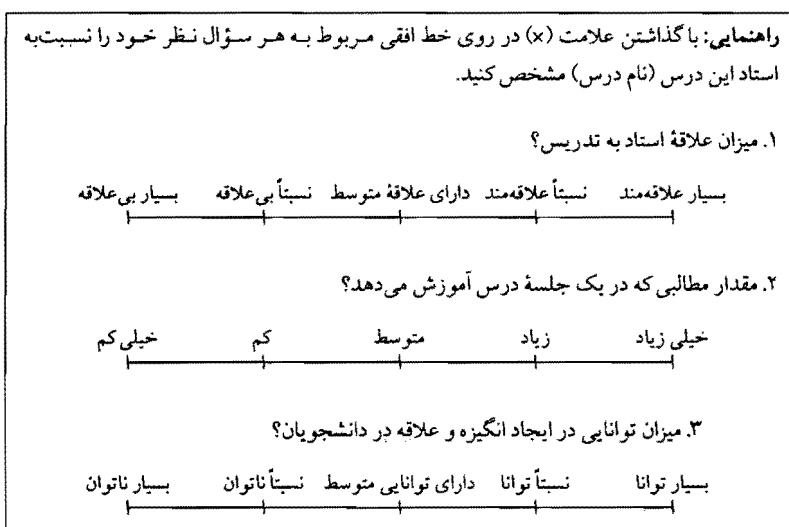 راهنمایی: با گذاشتن علامت (×) در روی خط افقی مربوط به هر سؤال نظر خود را نسبت‌به
استاد این درس (نام درس) مشخص کنید.
۱. میزان علاقۀ استاد به تدریس؟
بسیار علاقه‌مند نسبتاً علاقه‌مند دارای علاقۀ متوسط نسبتاً بی‌علاقه بسیار بی‌علاقه
۲. مقدار مطالبی که در یک جلسۀ درس آموزش می‌دهد؟
خیلی زیاد زیاد متوسط کم خیلی کم
۳. میزان توانایی در ایجاد انگیزه و علاقه در دانشجویان؟
بسیار توانا نسبتاً توانا دارای توانایی متوسط نسبتاً ناتوان بسیار ناتوان